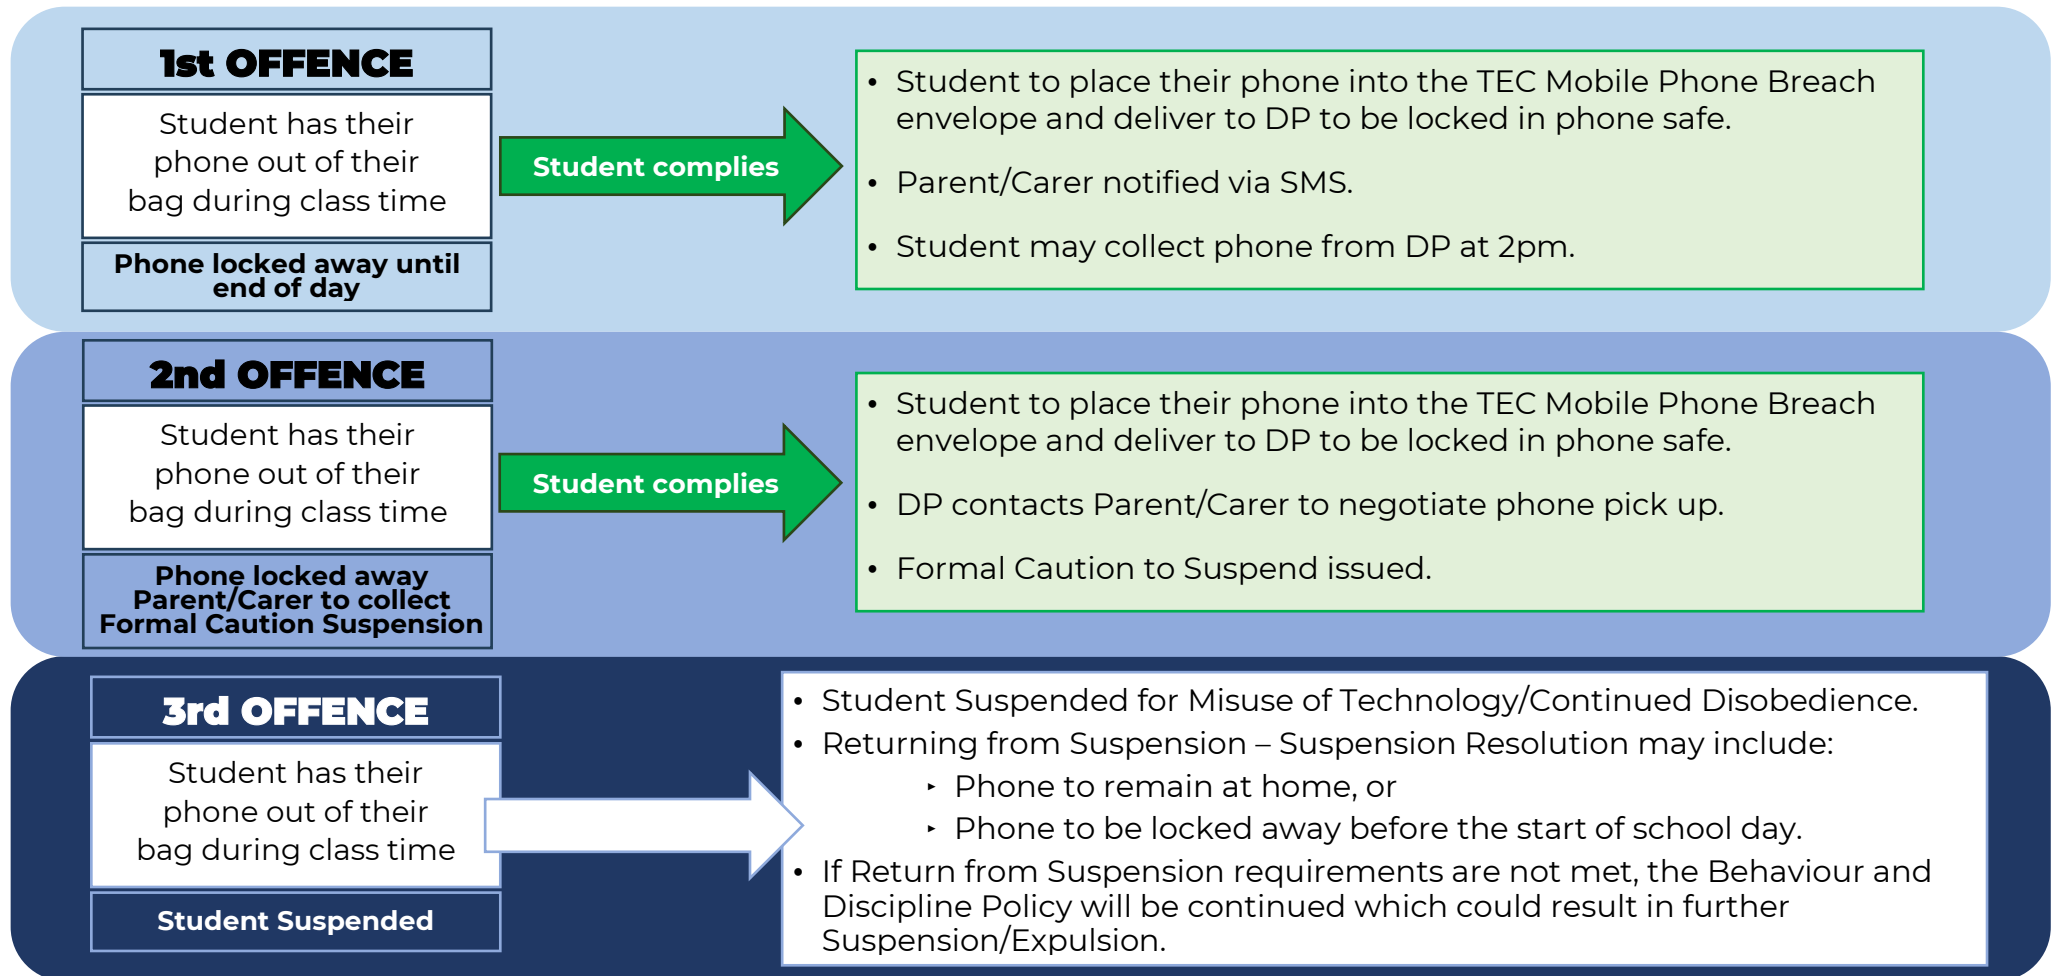 1st OFFENCE
Student has their
phone out of their
bag during class time
Phone locked away until
end of day
Student complies
• Student to place their phone into the TEC Mobile Phone Breach
envelope and deliver to DP to be locked in phone safe.
• Parent/Carer notified via SMS.
• Student may collect phone from DP at 2pm.
2nd OFFENCE
Student has their
phone out of their
bag during class time
Phone locked away
Parent/Carer to collect
Formal Caution Suspension
Student complies
• Student to place their phone into the TEC Mobile Phone Breach
envelope and deliver to DP to be locked in phone safe.
• DP contacts Parent/Carer to negotiate phone pick up.
• Formal Caution to Suspend issued.
3rd OFFENCE
Student has their
phone out of their
bag during class time
Student Suspended
• Student Suspended for Misuse of Technology/Continued Disobedience.
• Returning from Suspension – Suspension Resolution may include:
‣ Phone to remain at home, or
‣ Phone to be locked away before the start of school day.
• If Return from Suspension requirements are not met, the Behaviour and
Discipline Policy will be continued which could result in further
Suspension/Expulsion.